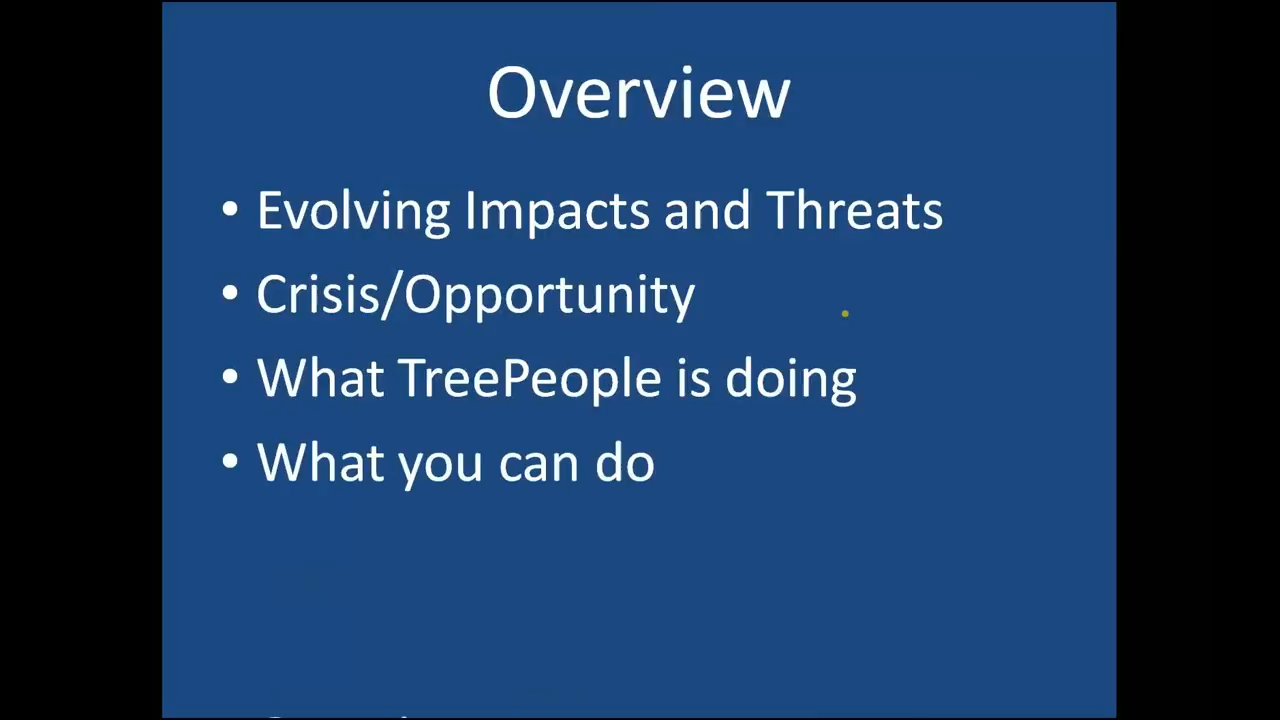 Overview
• Evolving Impacts and Threats
• Crisis/Opportunity
• What TreePeople is doing
• What you can do